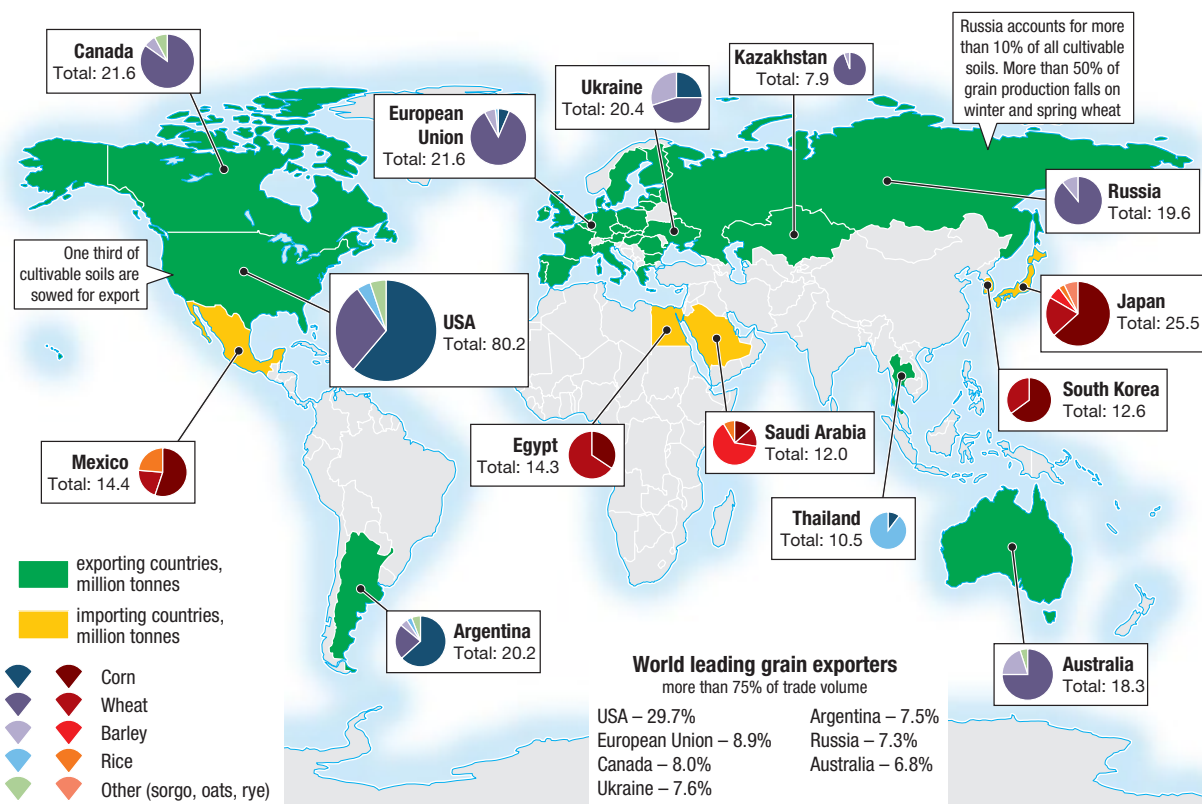 Canada
Total: 21.6
European
Union
Total: 21.6
Ukraine
Total: 20.4
Kazakhstan
Total: 7.9
Russia accounts for more
than 10% of all cultivable
soils. More than 50% of
grain production falls on
winter and spring wheat
Russia
Total: 19.6
One third of
cultivable soils are
sowed for export
USA
Total: 80.2
Japan
Total: 25.5
South Korea
Total: 12.6
Mexico
Total: 14.4
Egypt
Total: 14.3
Saudi Arabia
Total: 12.0
Thailand
Total: 10.5
Argentina
Total: 20.2
Australia
Total: 18.3
exporting countries,
million tonnes
importing countries,
million tonnes
Corn
Wheat
Barley
Rice
Other (sorgo, oats, rye)
World leading grain exporters
more than 75% of trade volume
USA – 29.7%
European Union – 8.9%
Canada – 8.0%
Ukraine – 7.6%
Argentina – 7.5%
Russia – 7.3%
Australia – 6.8%